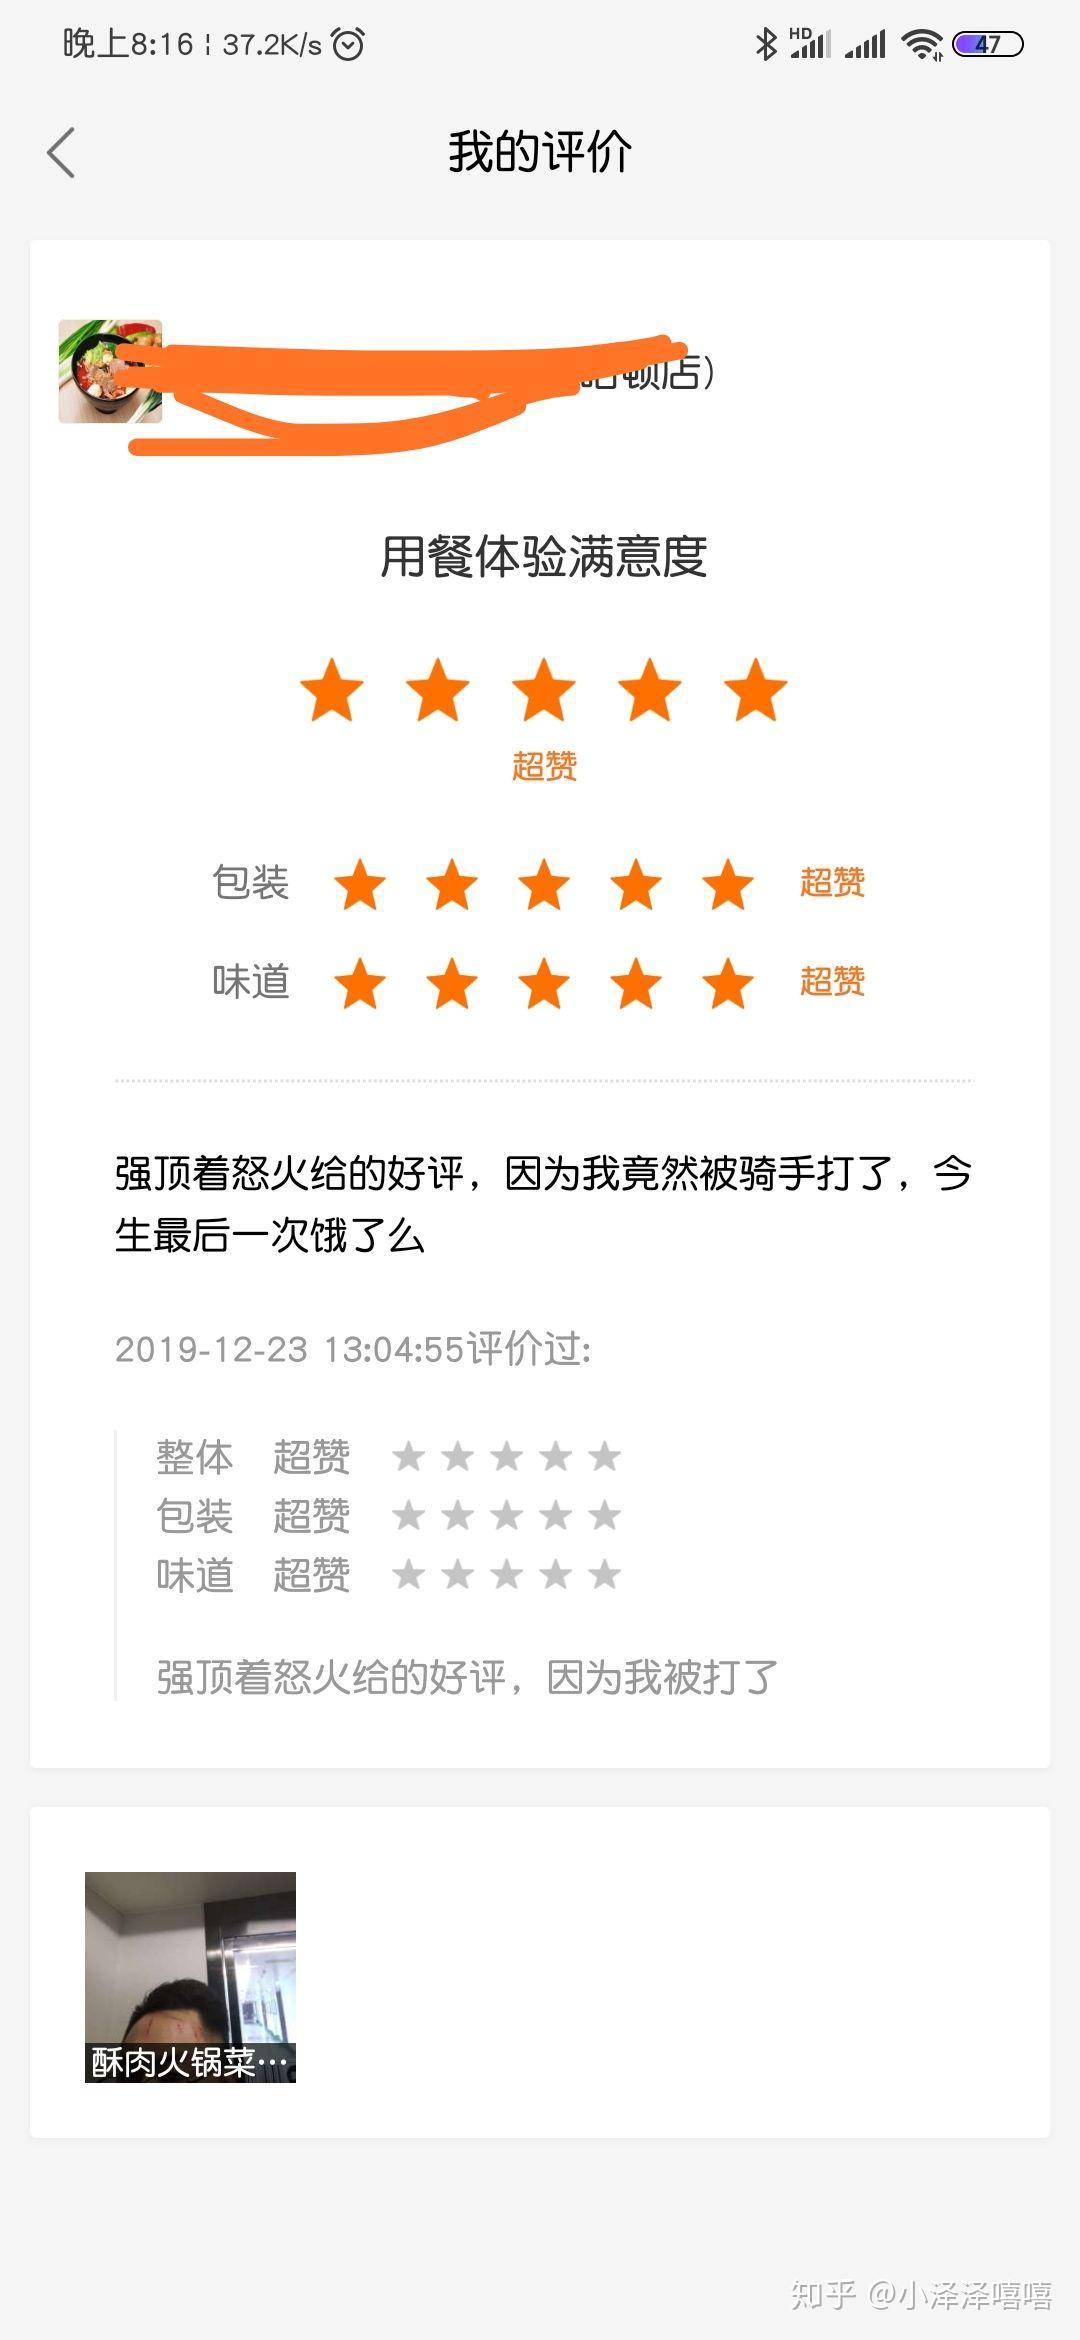 晚上8:16 ¦ 37.2K/s
HD
47
我的评价
顿店)
用餐体验满意度
超赞
包装 超赞
味道 超赞
强顶着怒火给的好评，因为我竟然被骑手打了，今
生最后一次饿了么
2019-12-23 13:04:55评价过:
整体 超赞
包装 超赞
味道 超赞
强顶着怒火给的好评，因为我被打了
酥肉火锅菜…
知乎 @小泽泽嘻嘻